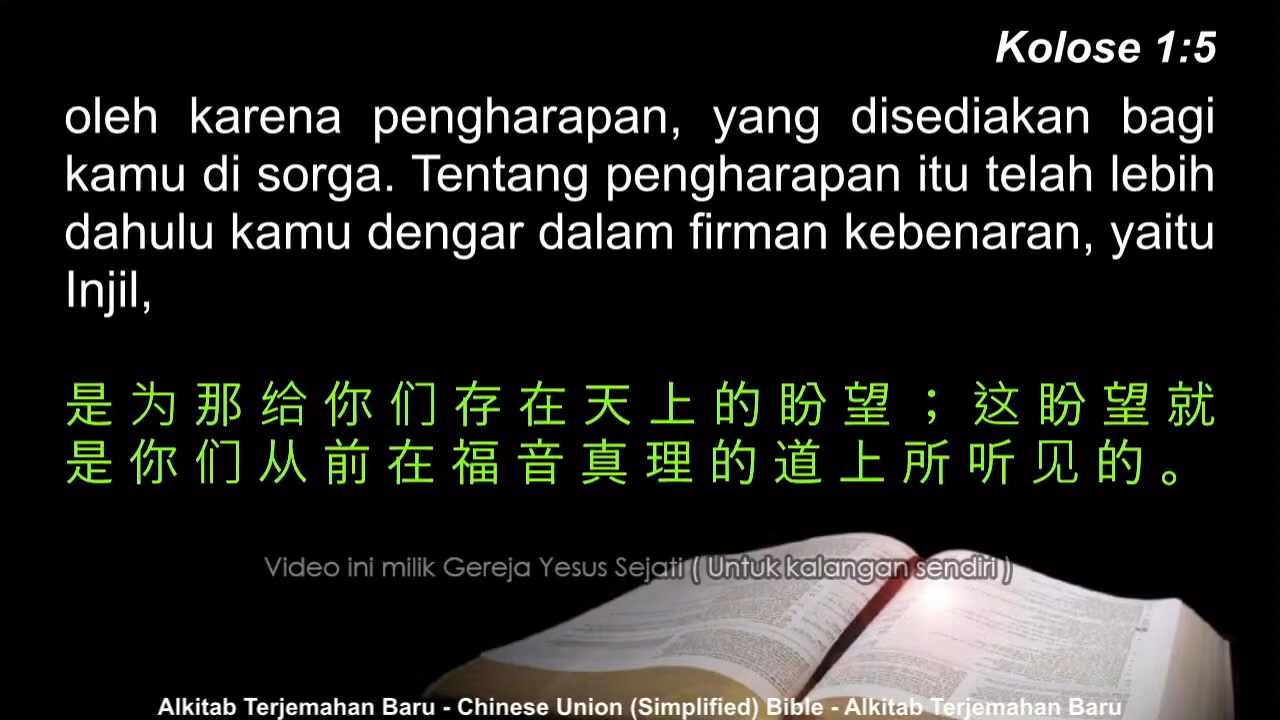 Kolose 1:5
oleh karena pengharapan, yang disediakan bagi
kamu di sorga. Tentang pengharapan itu telah lebih
dahulu kamu dengar dalam firman kebenaran, yaitu
Injil,
是为那给你们存在天上的盼望；这盼望就
是你们从前在福音真理的道上所听见的。
Video ini milik Gereja Yesus Sejati ( Untuk kalangan sendiri )
Alkitab Terjemahan Baru - Chinese Union (Simplified) Bible - Alkitab Terjemahan Baru